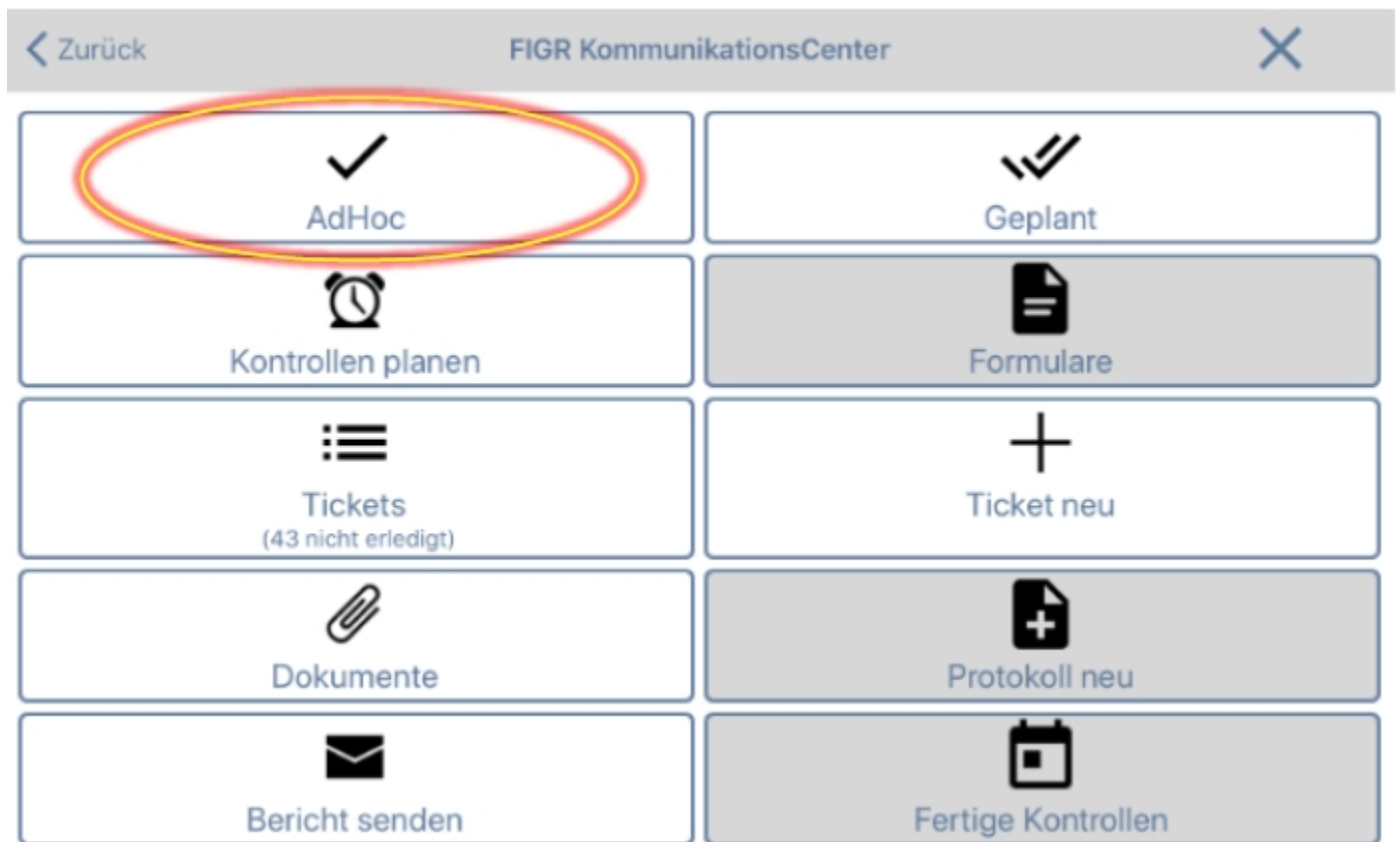 Zurück
FIGR KommunikationsCenter
AdHoc
Geplant
Kontrollen planen
Formulare
Tickets
(43 nicht erledigt)
Ticket neu
Dokumente
Protokoll neu
Bericht senden
Fertige Kontrollen